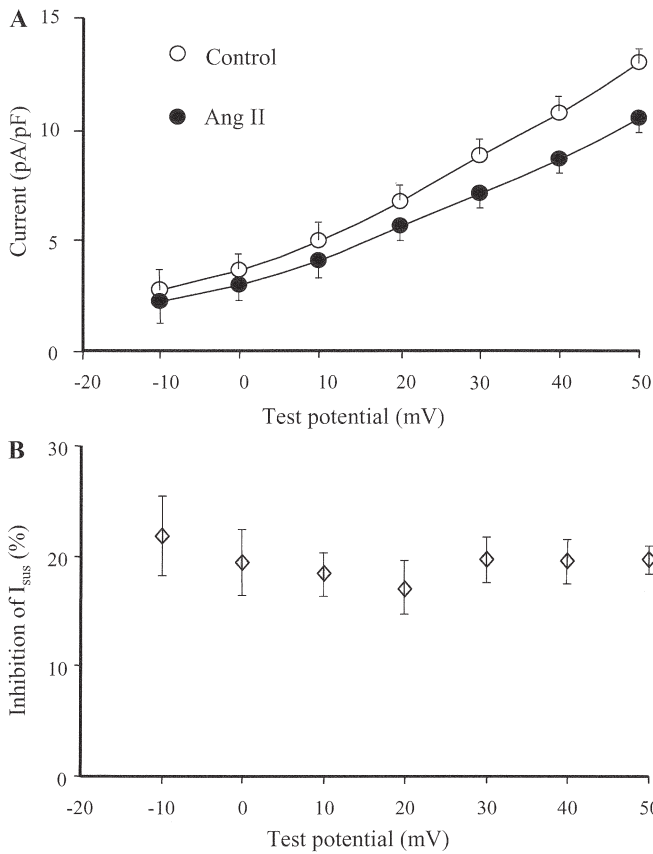 A
15
Control
Ang II
10
Current (pA/pF)
5
0
-20 -10 0 10 20 30 40 50
Test potential (mV)
B
30
20
Inhibition of Isus (%)
10
0
-20 -10 0 10 20 30 40 50
Test potential (mV)